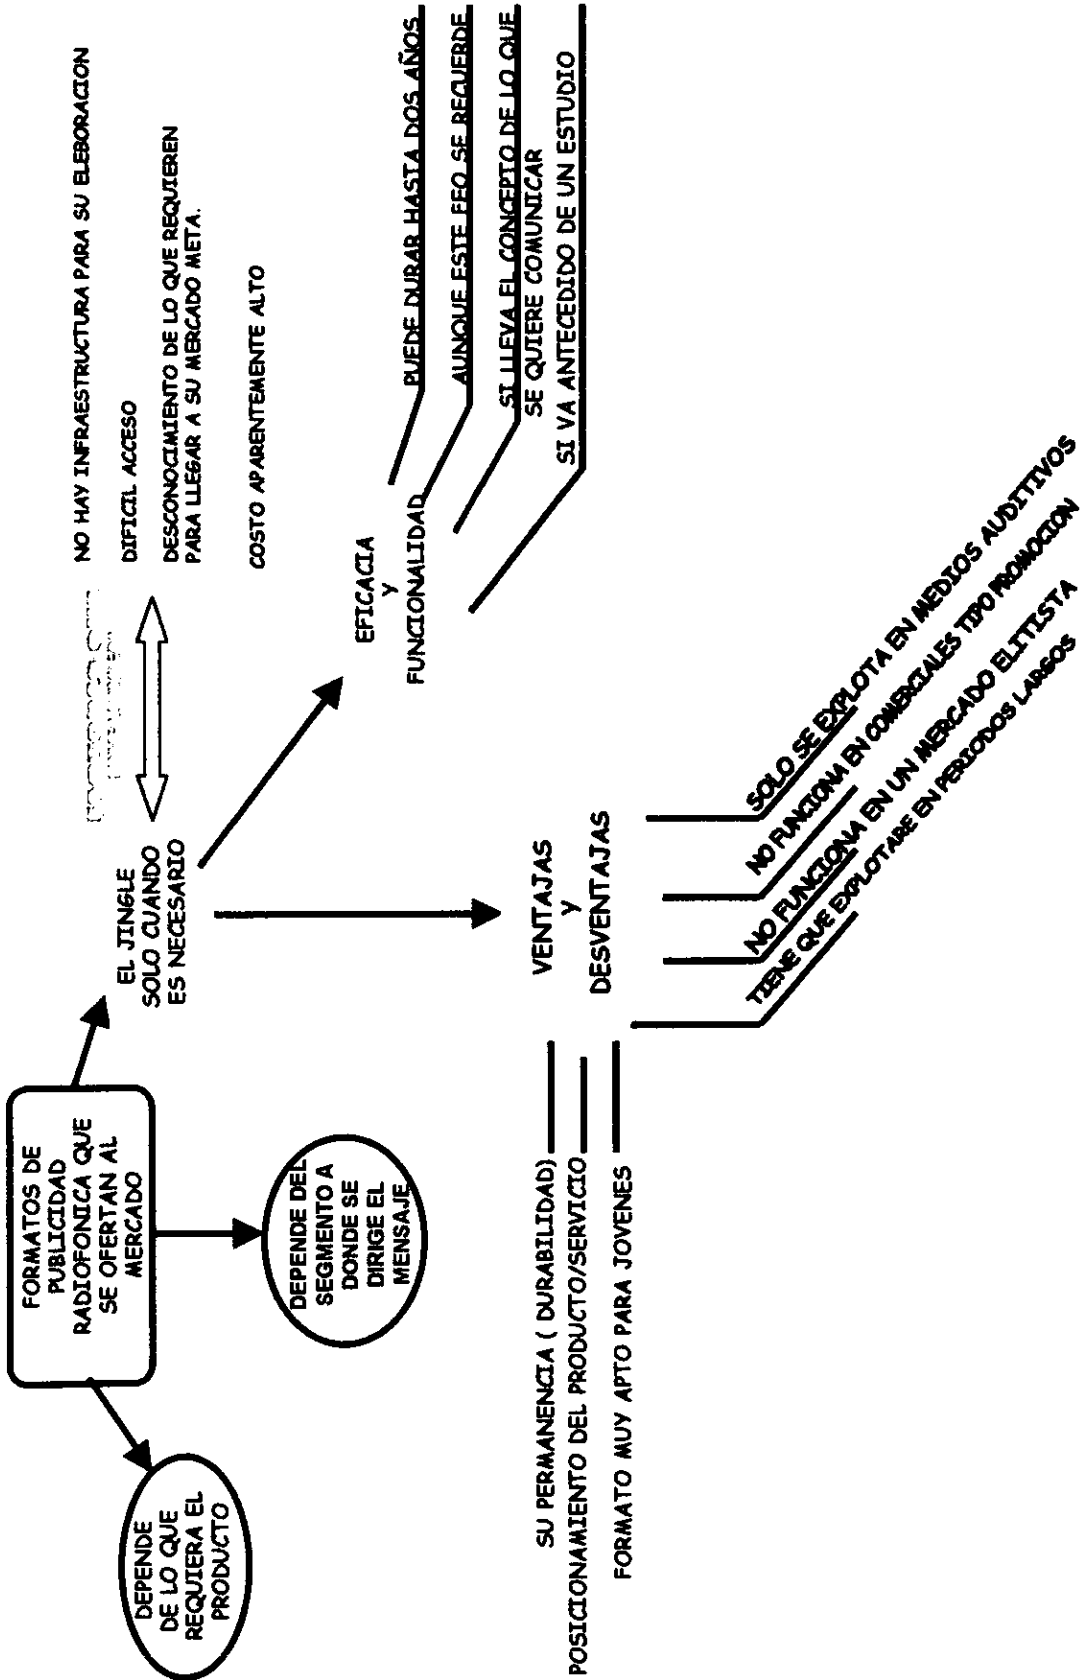 FORMATOS DE
PUBLICIDAD
RADIOFONICA QUE
SE OFERTAN AL
MERCADO
DEPENDE
DE LO QUE
REQUIERA EL
PRODUCTO
DEPENDE DEL
SEGMENTO A
DONDE SE
DIRIGE EL
MENSAJE
EL JINGLE
SOLO CUANDO
ES NECESARIO
NO HAY INFRAESTRUCTURA PARA SU ELEBORACION
DIFICIL ACCESO
DESCONOCIMIENTO DE LO QUE REQUIEREN
PARA LLEGAR A SU MERCADO META.
COSTO APARENTEMENTE ALTO
EFICACIA
y
FUNCIONALIDAD
PUEDE DURAR HASTA DOS AÑOS
AUNQUE ESTE FEO SE RECUERDE
SI LLEVA EL CONCEPTO DE LO QUE
SE QUIERE COMUNICAR
SI VA ANTECEDIDO DE UN ESTUDIO
VENTAJAS
y
DESVENTAJAS
SU PERMANENCIA ( DURABILIDAD)
POSICIONAMIENTO DEL PRODUCTO/SERVICIO
FORMATO MUY APTO PARA JOVENES
SOLO SE EXPLOTA EN MEDIOS AUDITIVOS
NO FUNCIONA EN COMERCIALES TIPO PROMOCION
NO FUNCIONA EN UN MERCADO ELITISTA
TIENE QUE EXPLOTARE EN PERIODOS LARGOS